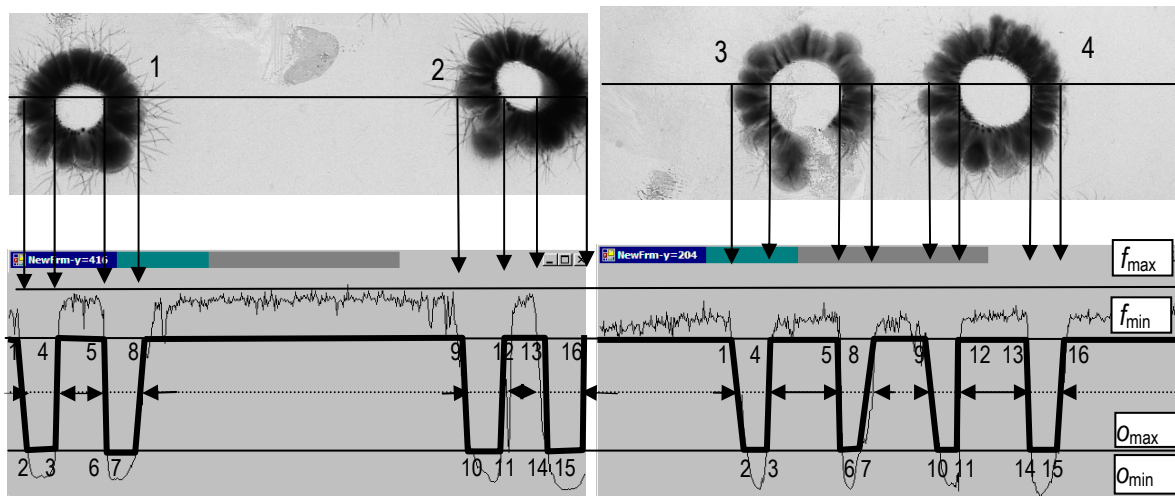 1 2 3 4
NewFrm-y=416 NewFrm-y=204
fmax
fmin
1 4 5 8 9 12 13 16 1 4 5 8 9 12 13 16
omax
2 3 6 7 10 11 14 15 2 3 6 7 10 11 14 15
omin